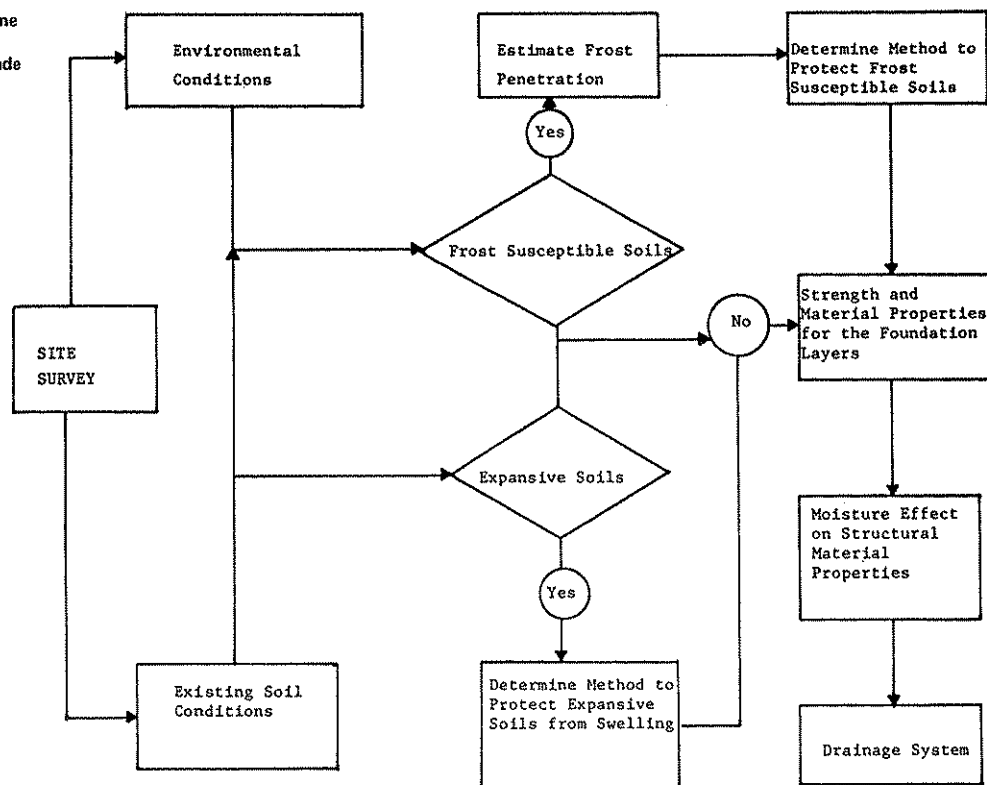 Environmental
Conditions
Estimate Frost
Penetration
Determine Method to
Protect Frost
Susceptible Soils
Yes
Frost Susceptible Soils
No
Strength and
Material Properties
for the Foundation
Layers
SITE
SURVEY
Expansive Soils
Moisture Effect
on Structural
Material
Properties
Yes
Existing Soil
Conditions
Determine Method to
Protect Expansive
Soils from Swelling
Drainage System